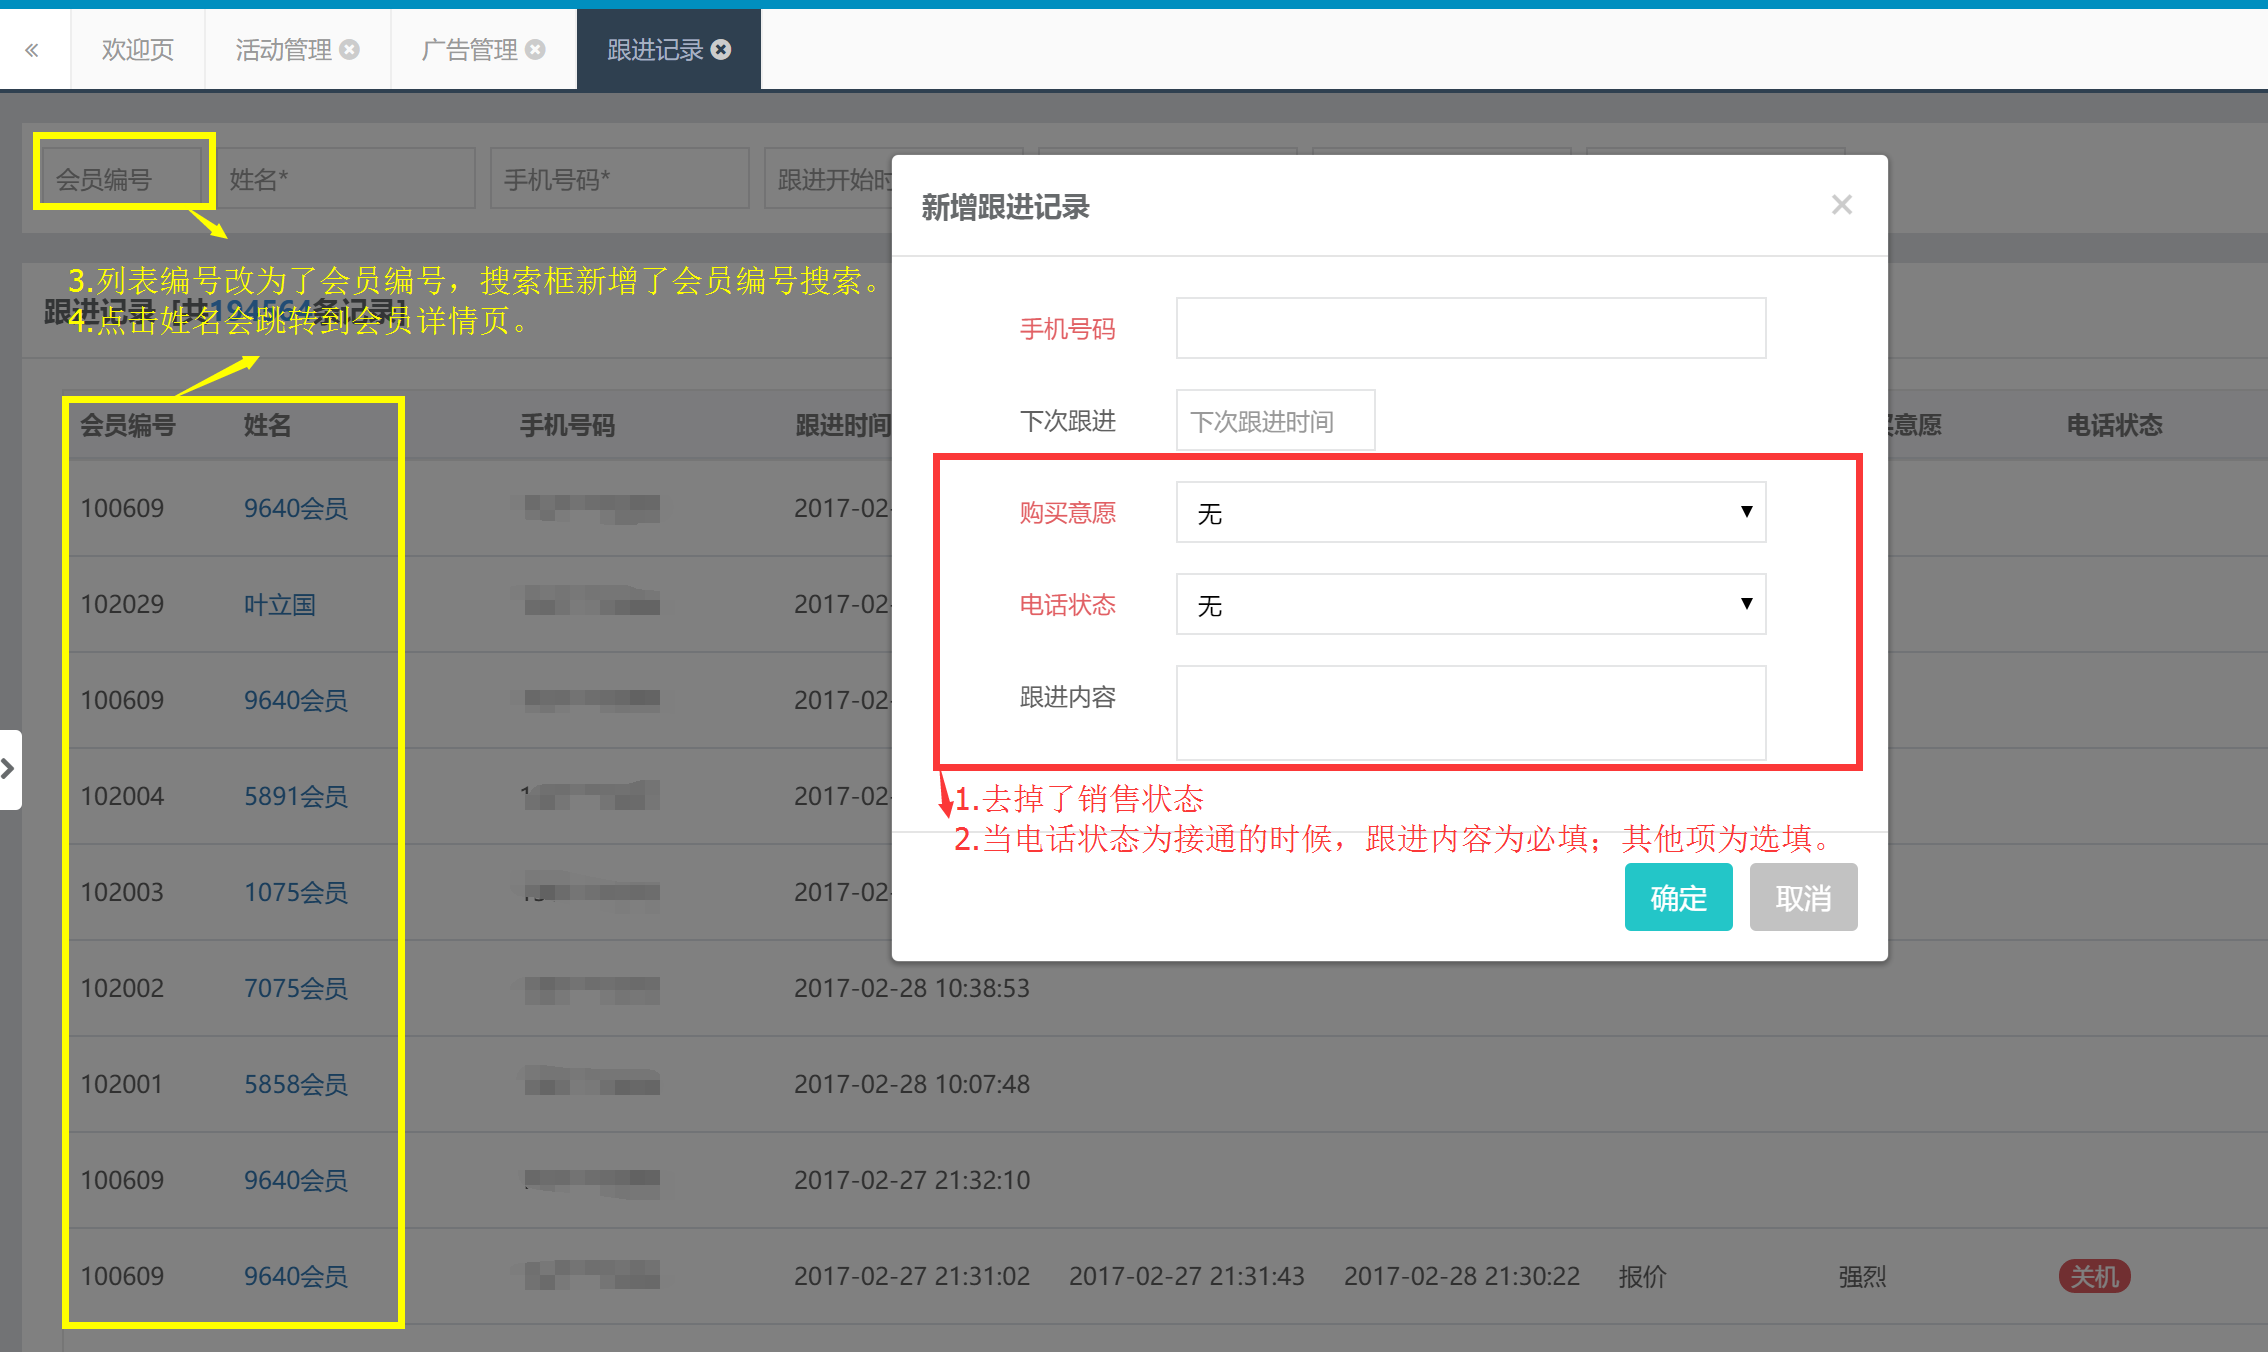 «
欢迎页
活动管理
广告管理
跟进记录
会员编号
姓名*
手机号码*
跟进开始时
3.列表编号改为了会员编号，搜索框新增了会员编号搜索。
跟进记录 [共194564条记录]
4.点击姓名会跳转到会员详情页。
会员编号 姓名 手机号码 跟进时间 意愿 电话状态
100609 9640会员 2017-02-
102029 叶立国 2017-02-
100609 9640会员 2017-02-
102004 5891会员 2017-02-
102003 1075会员 2017-02-
102002 7075会员 2017-02-28 10:38:53
102001 5858会员 2017-02-28 10:07:48
100609 9640会员 2017-02-27 21:32:10
100609 9640会员 2017-02-27 21:31:02 2017-02-27 21:31:43 2017-02-28 21:30:22 报价 强烈 关机
新增跟进记录
手机号码
下次跟进 下次跟进时间
购买意愿 无
电话状态 无
跟进内容
1.去掉了销售状态
2.当电话状态为接通的时候，跟进内容为必填；其他项为选填。
确定 取消